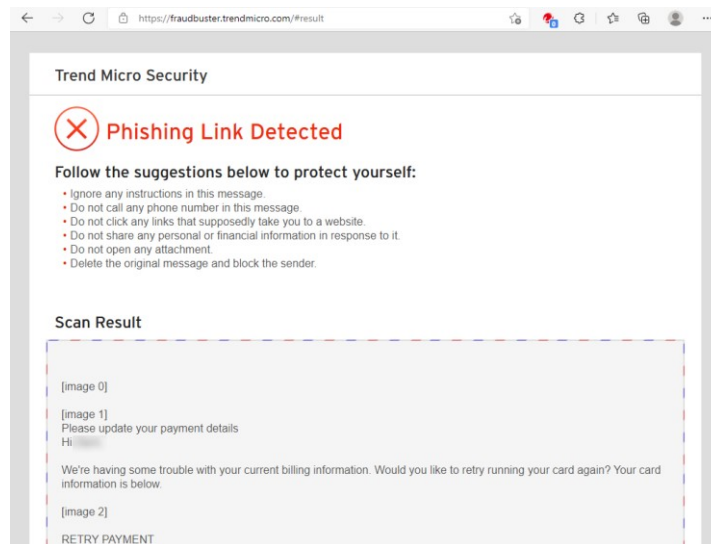 https://fraudbuster.trendmicro.com/#result
Trend Micro Security
Phishing Link Detected
Follow the suggestions below to protect yourself:
• Ignore any instructions in this message.
• Do not call any phone number in this message.
• Do not click any links that supposedly take you to a website.
• Do not share any personal or financial information in response to it.
• Do not open any attachment.
• Delete the original message and block the sender.
Scan Result
[image 0]
[image 1]
Please update your payment details
Hi
We're having some trouble with your current billing information. Would you like to retry running your card again? Your card
information is below.
[image 2]
RETRY PAYMENT